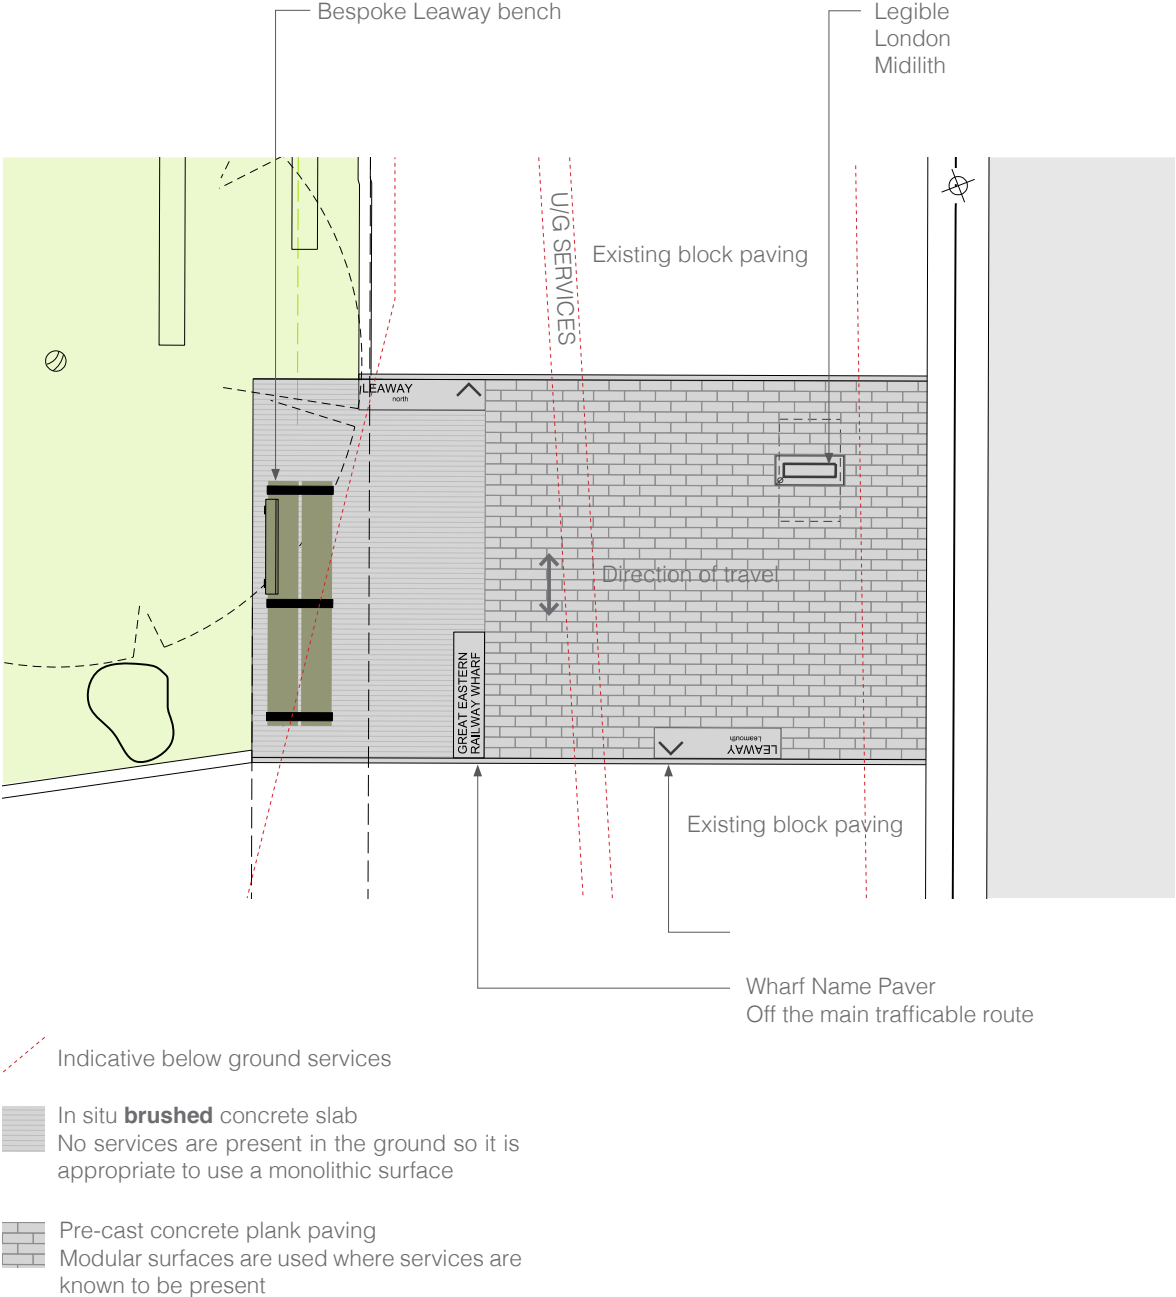 Bespoke Leaway bench
Legible
London
Midilith
U/G SERVICES
Existing block paving
LEAWAY
north
Direction of travel
GREAT EASTERN
RAILWAY WHARF
LEAWAY
Leamouth
Existing block paving
Wharf Name Paver
Off the main trafficable route
Indicative below ground services
In situ brushed concrete slab
No services are present in the ground so it is
appropriate to use a monolithic surface
Pre-cast concrete plank paving
Modular surfaces are used where services are
known to be present